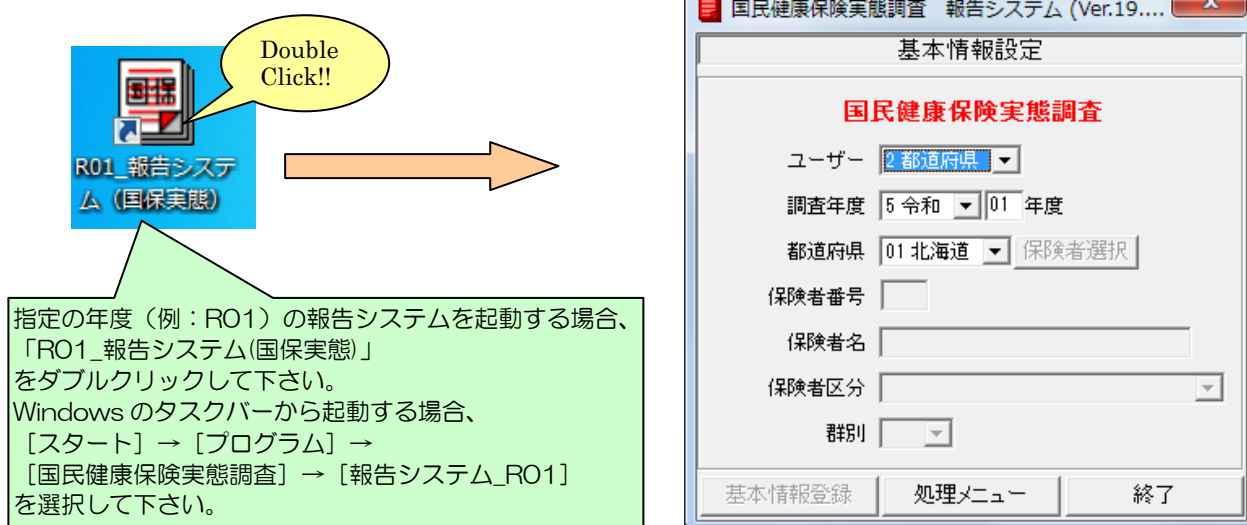 Double
Click!!
R01_報告システ
ム（国保実態）
指定の年度（例：R01）の報告システムを起動する場合、
「R01_報告システム(国保実態)」
をダブルクリックして下さい。
Windows のタスクバーから起動する場合、
［スタート］→［プログラム］→
［国民健康保険実態調査］→［報告システム_R01］
を選択して下さい。
国民健康保険実態調査 報告システム (Ver.19....
基本情報設定
国民健康保険実態調査
ユーザー 2 都道府県
調査年度 5 令和 01 年度
都道府県 01 北海道 保険者選択
保険者番号
保険者名
保険者区分
群別
基本情報登録 処理メニュー 終了